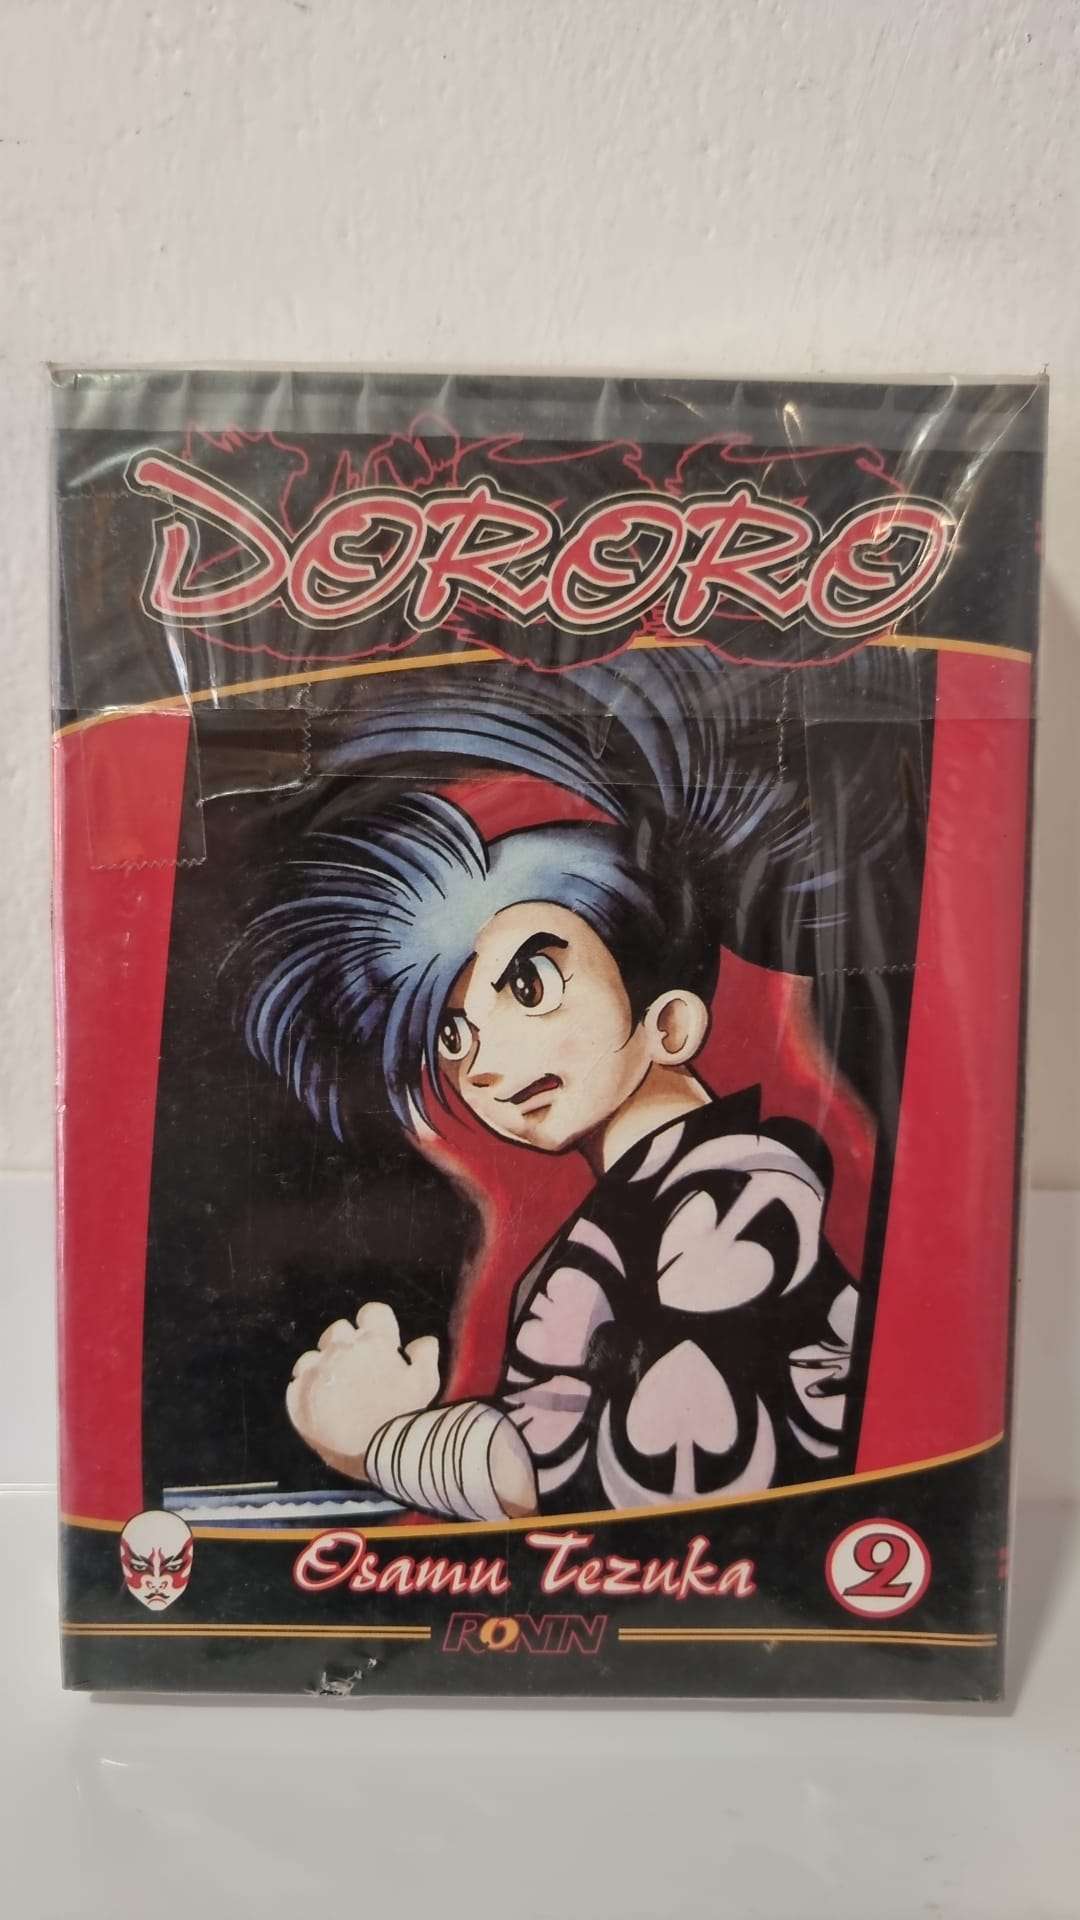 DORORO
Osamu Tezuka
2
RONIN